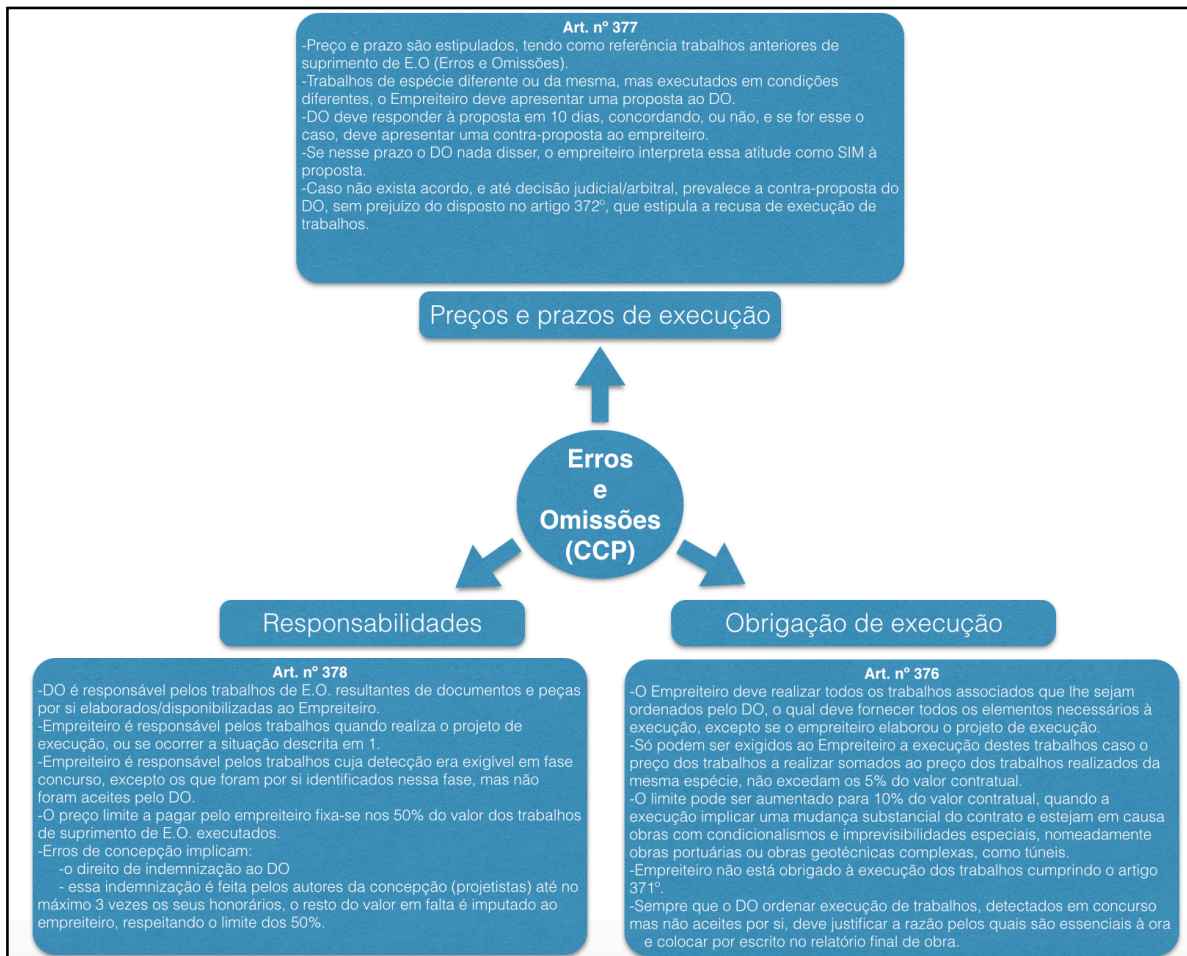 Art. nº 377
-Preço e prazo são estipulados, tendo como referência trabalhos anteriores de
suprimento de E.O (Erros e Omissões).
-Trabalhos de espécie diferente ou da mesma, mas executados em condições
diferentes, o Empreiteiro deve apresentar uma proposta ao DO.
-DO deve responder à proposta em 10 dias, concordando, ou não, e se for esse o
caso, deve apresentar uma contra-proposta ao empreiteiro.
-Se nesse prazo o DO nada disser, o empreiteiro interpreta essa atitude como SIM à
proposta.
-Caso não exista acordo, e até decisão judicial/arbitral, prevalece a contra-proposta do
DO, sem prejuízo do disposto no artigo 372º, que estipula a recusa de execução de
trabalhos.
Preços e prazos de execução
Erros
e
Omissões
(CCP)
Responsabilidades
Art. nº 378
-DO é responsável pelos trabalhos de E.O. resultantes de documentos e peças
por si elaborados/disponibilizadas ao Empreiteiro.
-Empreiteiro é responsável pelos trabalhos quando realiza o projeto de
execução, ou se ocorrer a situação descrita em 1.
-Empreiteiro é responsável pelos trabalhos cuja detecção era exigível em fase
concurso, excepto os que foram por si identificados nessa fase, mas não
foram aceites pelo DO.
-O preço limite a pagar pelo empreiteiro fixa-se nos 50% do valor dos trabalhos
de suprimento de E.O. executados.
-Erros de concepção implicam:
-o direito de indemnização ao DO
- essa indemnização é feita pelos autores da concepção (projetistas) até no
máximo 3 vezes os seus honorários, o resto do valor em falta é imputado ao
empreiteiro, respeitando o limite dos 50%.
Obrigação de execução
Art. nº 376
-O Empreiteiro deve realizar todos os trabalhos associados que lhe sejam
ordenados pelo DO, o qual deve fornecer todos os elementos necessários à
execução, excepto se o empreiteiro elaborou o projeto de execução.
-Só podem ser exigidos ao Empreiteiro a execução destes trabalhos caso o
preço dos trabalhos a realizar somados ao preço dos trabalhos realizados da
mesma espécie, não excedam os 5% do valor contratual.
-O limite pode ser aumentado para 10% do valor contratual, quando a
execução implicar uma mudança substancial do contrato e estejam em causa
obras com condicionalismos e imprevisibilidades especiais, nomeadamente
obras portuárias ou obras geotécnicas complexas, como túneis.
-Empreiteiro não está obrigado à execução dos trabalhos cumprindo o artigo
371º.
-Sempre que o DO ordenar execução de trabalhos, detectados em concurso
mas não aceites por si, deve justificar a razão pelos quais são essenciais à ora
e colocar por escrito no relatório final de obra.